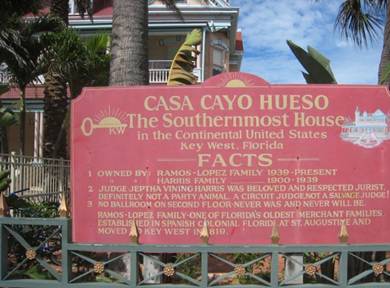 CASA CAYO HUESO
KW
The Southernmost House
in the Continental United States
Key West, Florida
FACTS
1 OWNED BY: RAMOS-LOPEZ FAMILY 1939-PRESENT
HARRIS FAMILY 1900-1939
2 JUDGE JEPTHA VINING HARRIS WAS BELOVED AND RESPECTED JURIST.
DEFINITELY NOT A PARTY ANIMAL. A CIRCUIT JUDGE NOT A SALVAGE JUDGE!
3 NO BALLROOM ON SECOND FLOOR-NEVER WAS AND NEVER WILL BE.
RAMOS-LOPEZ FAMILY-ONE OF FLORIDA'S OLDEST MERCHANT FAMILIES
ESTABLISHED IN SPANISH COLONIAL FLORIDA AT ST. AUGUSTINE AND
MOVED TO KEY WEST IN 1819.